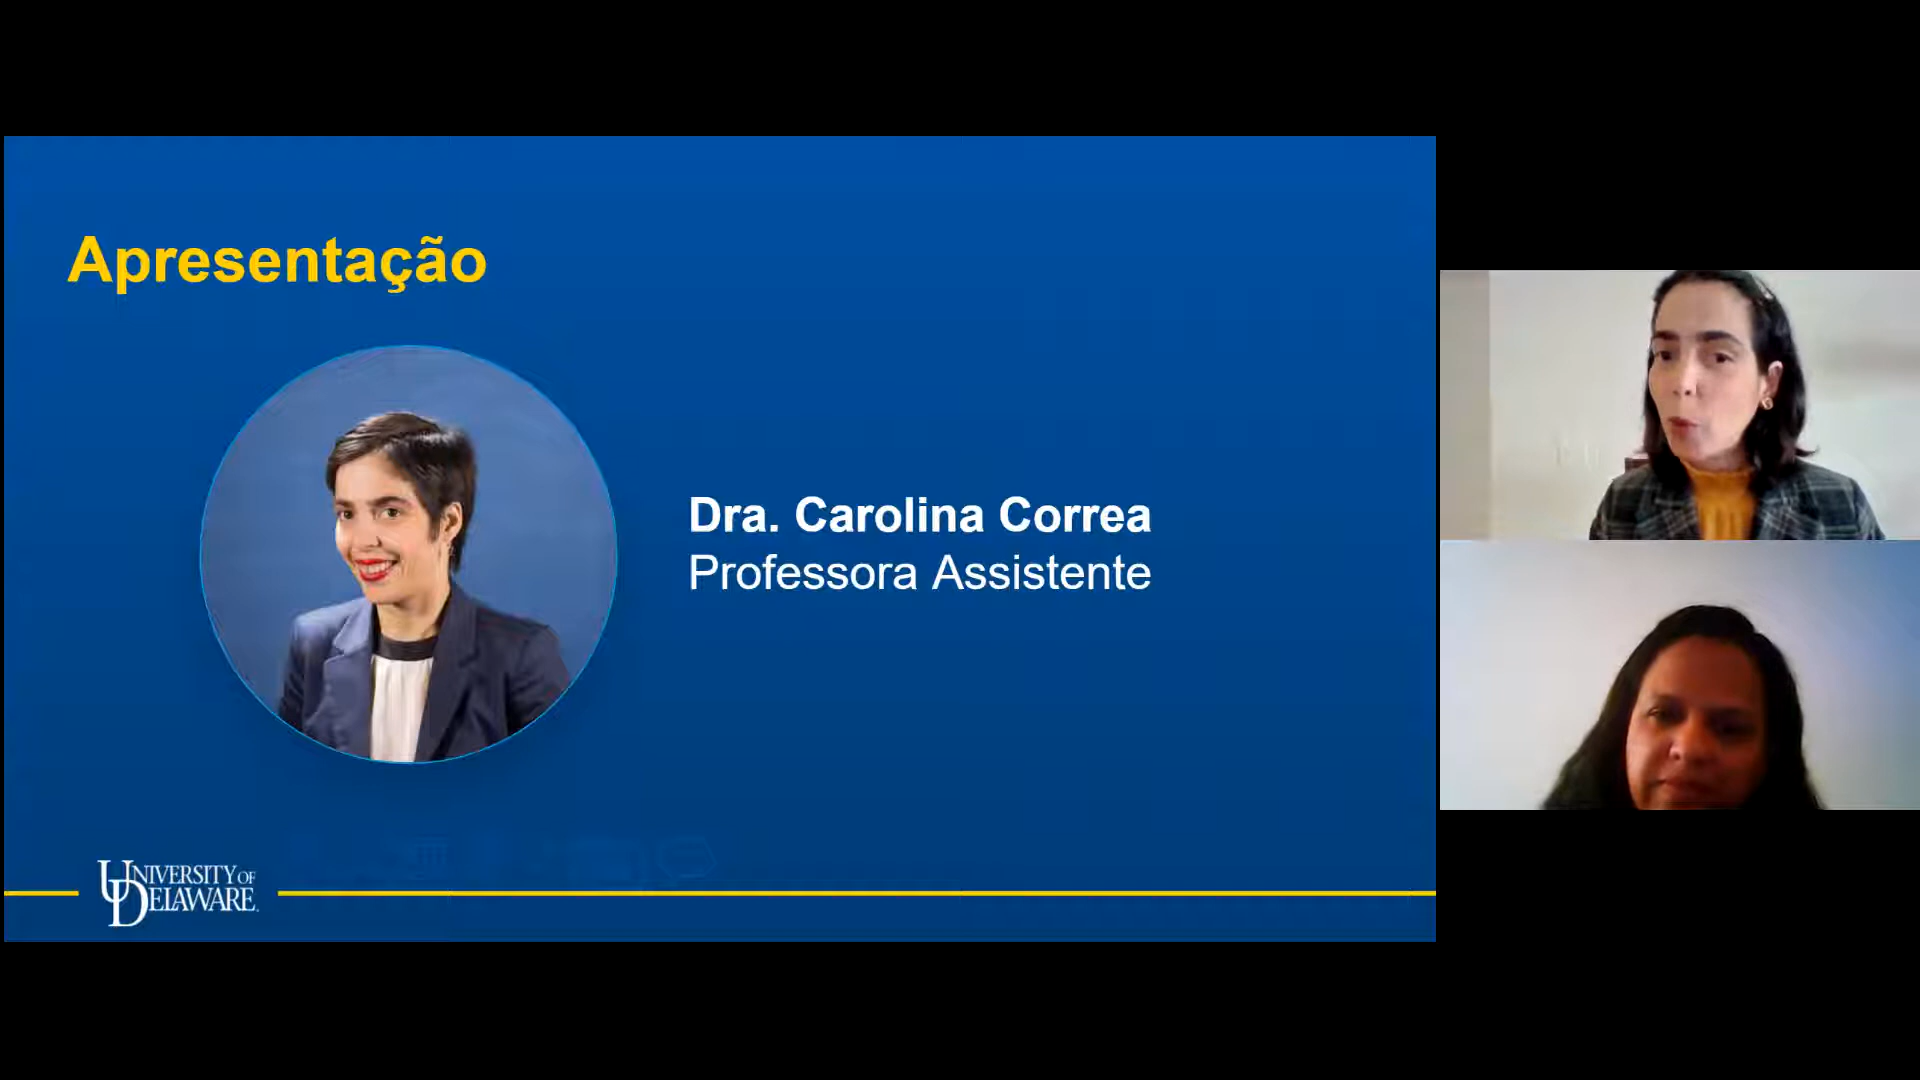 Apresentação
Dra. Carolina Correa
Professora Assistente
UNIVERSITY OF
DELAWARE.